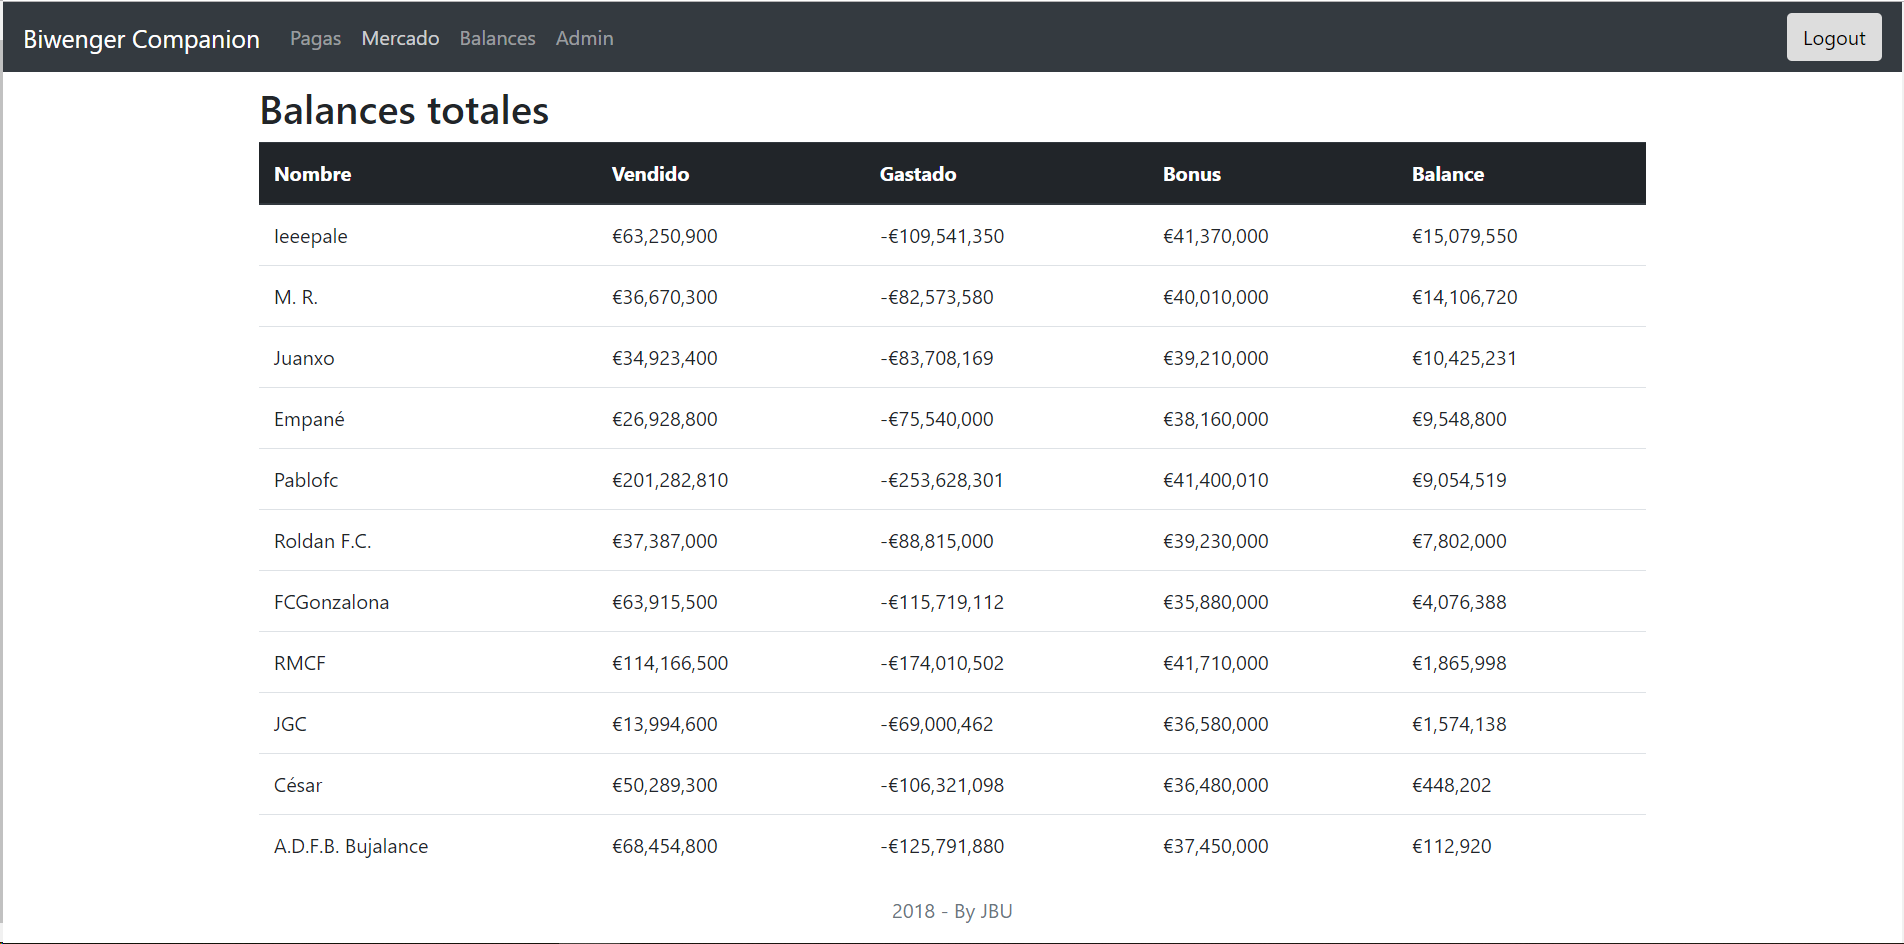 Biwenger Companion Pagas Mercado Balances Admin Logout
Balances totales
Nombre Vendido Gastado Bonus Balance
Ieeepale €63,250,900 -€109,541,350 €41,370,000 €15,079,550
M. R. €36,670,300 -€82,573,580 €40,010,000 €14,106,720
Juanxo €34,923,400 -€83,708,169 €39,210,000 €10,425,231
Empané €26,928,800 -€75,540,000 €38,160,000 €9,548,800
Pablofc €201,282,810 -€253,628,301 €41,400,010 €9,054,519
Roldan F.C. €37,387,000 -€88,815,000 €39,230,000 €7,802,000
FCGonzalona €63,915,500 -€115,719,112 €35,880,000 €4,076,388
RMCF €114,166,500 -€174,010,502 €41,710,000 €1,865,998
JGC €13,994,600 -€69,000,462 €36,580,000 €1,574,138
César €50,289,300 -€106,321,098 €36,480,000 €448,202
A.D.F.B. Bujalance €68,454,800 -€125,791,880 €37,450,000 €112,920
2018 - By JBU